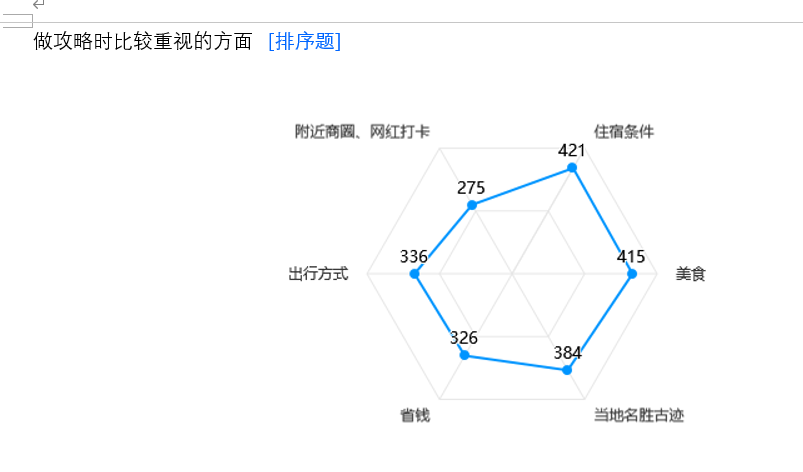 做攻略时比较重视的方面 [排序题]
附近商圈、网红打卡
住宿条件
421
275
336
415
出行方式
美食
326
384
省钱
当地名胜古迹